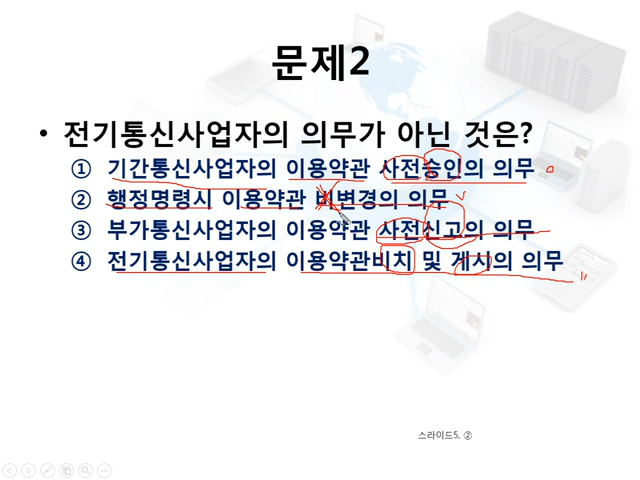 문제2
• 전기통신사업자의 의무가 아닌 것은?
① 기간통신사업자의 이용약관 사전승인의 의무
② 행정명령시 이용약관 비변경의 의무
③ 부가통신사업자의 이용약관 사전신고의 의무
④ 전기통신사업자의 이용약관비치 및 게시의 의무
스라이드5, ②